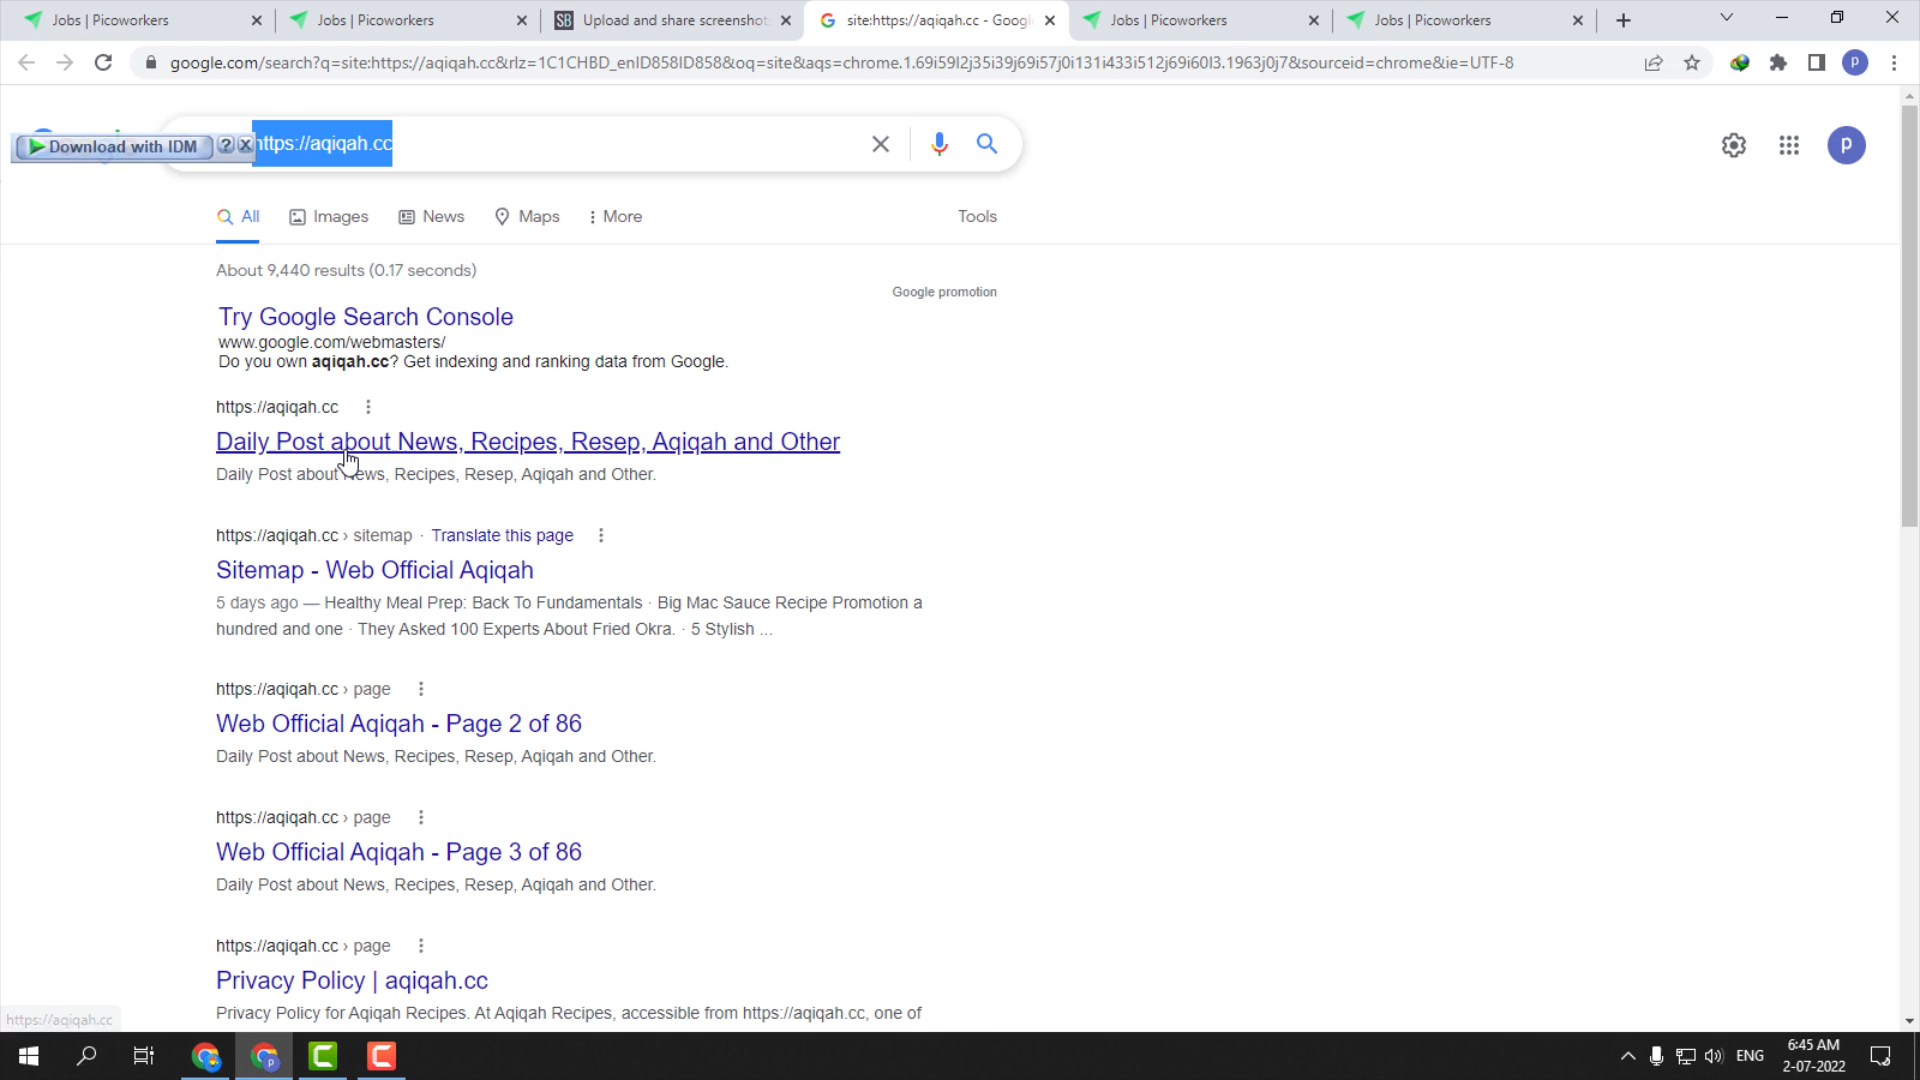 Jobs | Picoworkers
Jobs | Picoworkers
SB Upload and share screenshot
site:https://aqiqah.cc - Googl
Jobs | Picoworkers
Jobs | Picoworkers
google.com/search?q=site:https://aqiqah.cc&rlz=1C1CHBD_enID858ID858&oq=site&aqs=chrome.1.69i59l2j35i39j69i57j0i131i433i512j69i60l3.1963j0j7&sourceid=chrome&ie=UTF-8
P
Download with IDM ?
https://aqiqah.cc
p
All Images News Maps More Tools
About 9,440 results (0.17 seconds)
Google promotion
Try Google Search Console
www.google.com/webmasters/
Do you own aqiqah.cc? Get indexing and ranking data from Google.
https://aqiqah.cc
Daily Post about News, Recipes, Resep, Aqiqah and Other
Daily Post about News, Recipes, Resep, Aqiqah and Other.
https://aqiqah.cc › sitemap · Translate this page
Sitemap - Web Official Aqiqah
5 days ago — Healthy Meal Prep: Back To Fundamentals · Big Mac Sauce Recipe Promotion a
hundred and one · They Asked 100 Experts About Fried Okra. · 5 Stylish ...
https://aqiqah.cc › page
Web Official Aqiqah - Page 2 of 86
Daily Post about News, Recipes, Resep, Aqiqah and Other.
https://aqiqah.cc › page
Web Official Aqiqah - Page 3 of 86
Daily Post about News, Recipes, Resep, Aqiqah and Other.
https://aqiqah.cc › page
Privacy Policy | aqiqah.cc
Privacy Policy for Aqiqah Recipes. At Aqiqah Recipes, accessible from https://aqiqah.cc, one of
https://aqiqah.cc
ENG
6:45 AM
2-07-2022